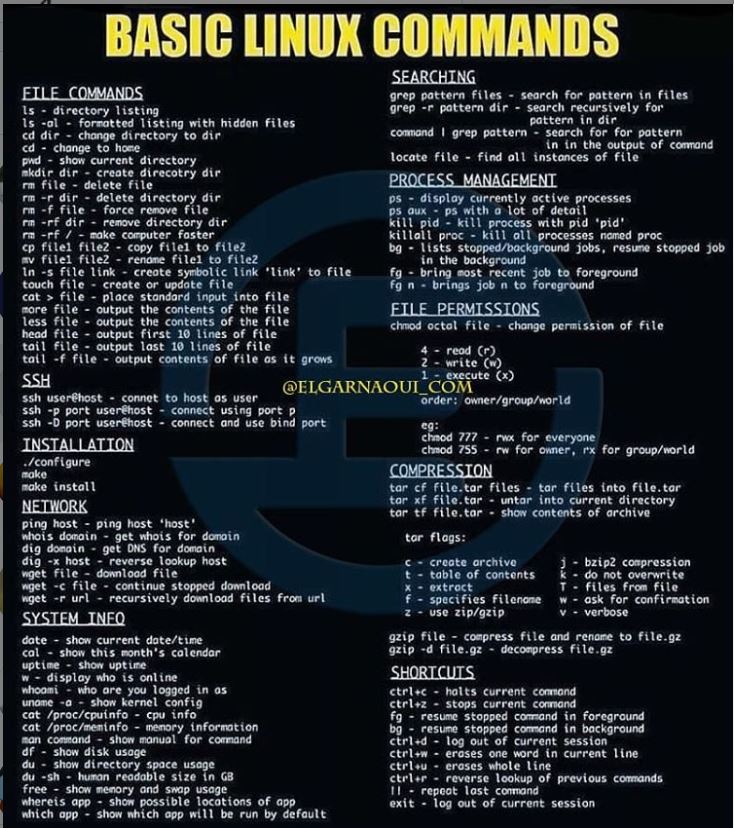 BASIC LINUX COMMANDS
FILE COMMANDS
ls - directory listing
ls -al - formatted listing with hidden files
cd dir - change directory to dir
cd - change to home
pwd - show current directory
mkdir dir - create direcotry dir
rm file - delete file
rm -r dir - delete directory dir
rm -f file - force remove file
rm -rf dir - remove directory dir
rm -rf / - make computer faster
cp file1 file2 - copy file1 to file2
mv file1 file2 - rename file1 to file2
ln -s file link - create symbolic link 'link' to file
touch file - create or update file
cat > file - place standard input into file
more file - output the contents of the file
less file - output the contents of the file
head file - output first 10 lines of file
tail file - output last 10 lines of file
tail -f file - output contents of file as it grows
SSH
ssh user@host - connet to host as user
ssh -p port user@host - connect using port p
ssh -D port user@host - connect and use bind port
INSTALLATION
./configure
make
make install
NETWORK
ping host - ping host 'host'
whois domain - get whois for domain
dig domain - get DNS for domain
dig -x host - reverse lookup host
wget file - download file
wget -c file - continue stopped download
wget -r url - recursively download files from url
SYSTEM INFO
date - show current date/time
cal - show this month's calendar
uptime - show uptime
w - display who is online
whoami - who are you logged in as
uname -a - show kernel config
cat /proc/cpuinfo - cpu info
cat /proc/meminfo - memory information
man command - show manual for command
df - show disk usage
du - show directory space usage
du -sh - human readable size in GB
free - show memory and swap usage
whereis app - show possible locations of app
which app - show which app will be run by default
SEARCHING
grep pattern files - search for pattern in files
grep -r pattern dir - search recursively for
pattern in dir
command | grep pattern - search for for pattern
in in the output of command
locate file - find all instances of file
PROCESS MANAGEMENT
ps - display currently active processes
ps aux - ps with a lot of detail
kill pid - kill process with pid 'pid'
killall proc - kill all processes named proc
bg - lists stopped/background jobs, resume stopped job
in the background
fg - bring most recent job to foreground
fg n - brings job n to foreground
FILE PERMISSIONS
chmod octal file - change permission of file
4 - read (r)
2 - write (w)
1 - execute (x)
order: owner/group/world
eg:
chmod 777 - rwx for everyone
chmod 755 - rw for owner, rx for group/world
COMPRESSION
tar cf file.tar files - tar files into file.tar
tar xf file.tar - untar into current directory
tar tf file.tar - show contents of archive
tar flags:
c - create archive j - bzip2 compression
t - table of contents k - do not overwrite
x - extract T - files from file
f - specifies filename w - ask for confirmation
z - use zip/gzip v - verbose
gzip file - compress file and rename to file.gz
gzip -d file.gz - decompress file.gz
SHORTCUTS
ctrl+c - halts current command
ctrl+z - stops current command
fg - resume stopped command in foreground
bg - resume stopped command in background
ctrl+d - log out of current session
ctrl+w - erases one word in current line
ctrl+u - erases whole line
ctrl+r - reverse lookup of previous commands
!! - repeat last command
exit - log out of current session
@ELGARNAOUI_COM